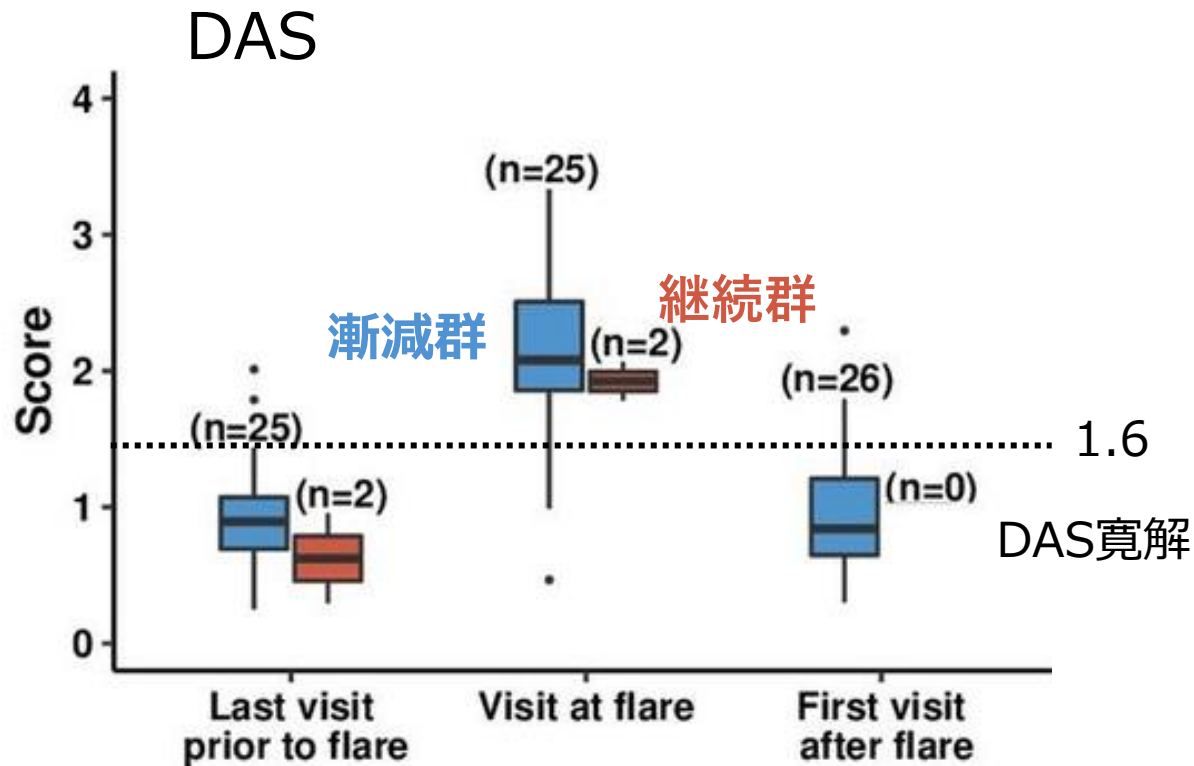 DAS
4
3
2
1
0
Score
(n=25)
(n=2)
(n=25)
(n=2)
(n=26)
(n=0)
漸減群
継続群
1.6
DAS寛解
Last visit
prior to flare
Visit at flare
First visit
after flare